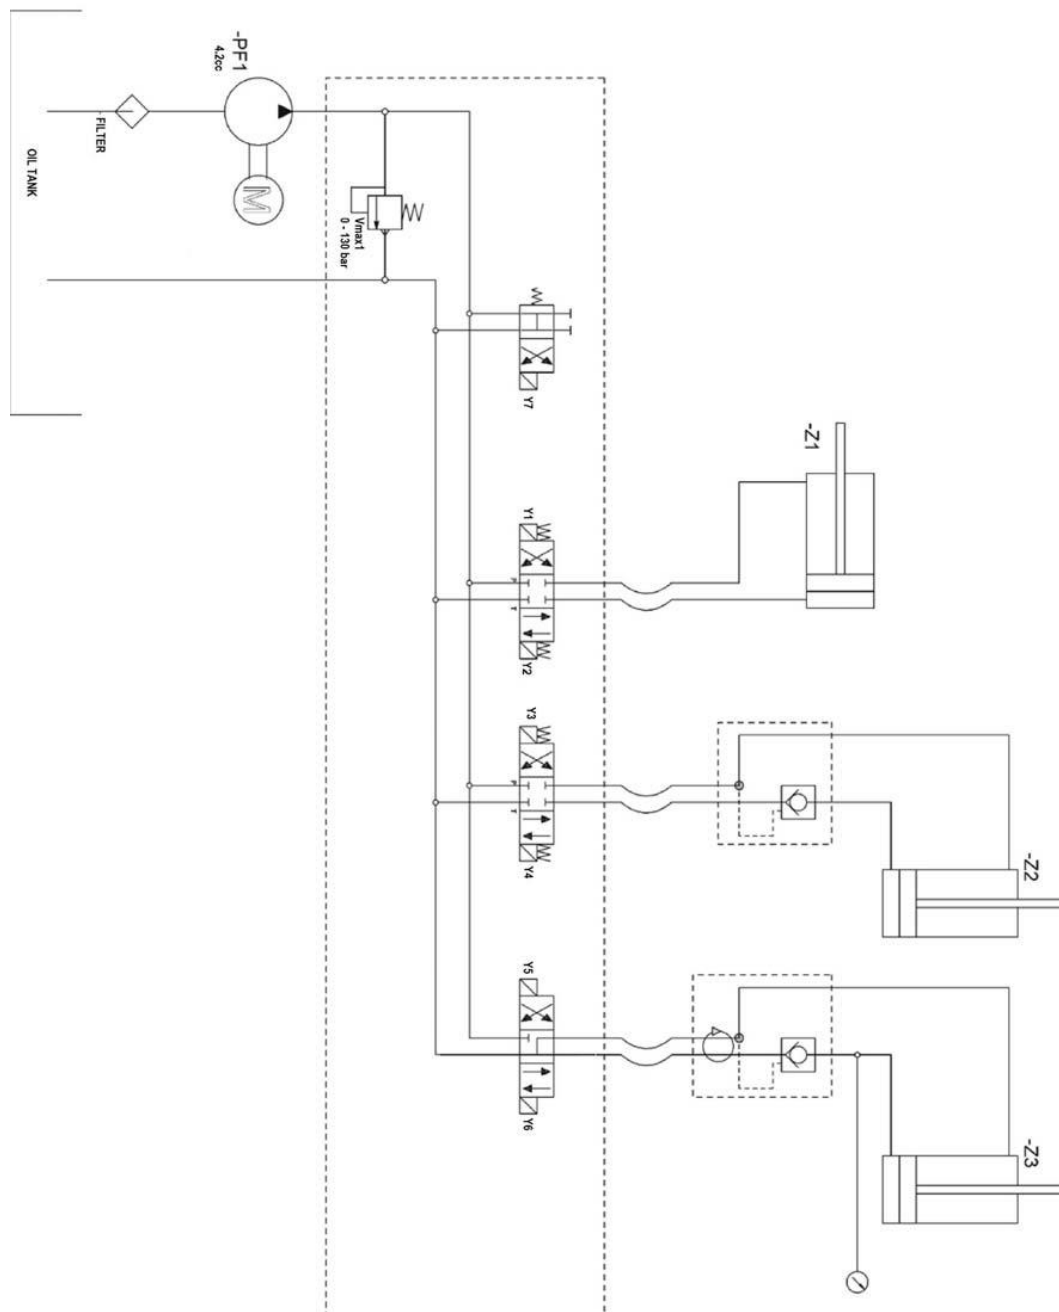 -PF1
4.2cc
-FILTER
OIL TANK
M
Vmax1
0 - 130 bar
Y7
-Z1
Y1
P
T
Y2
Y3
P
T
Y4
-Z2
Y5
Y6
-Z3